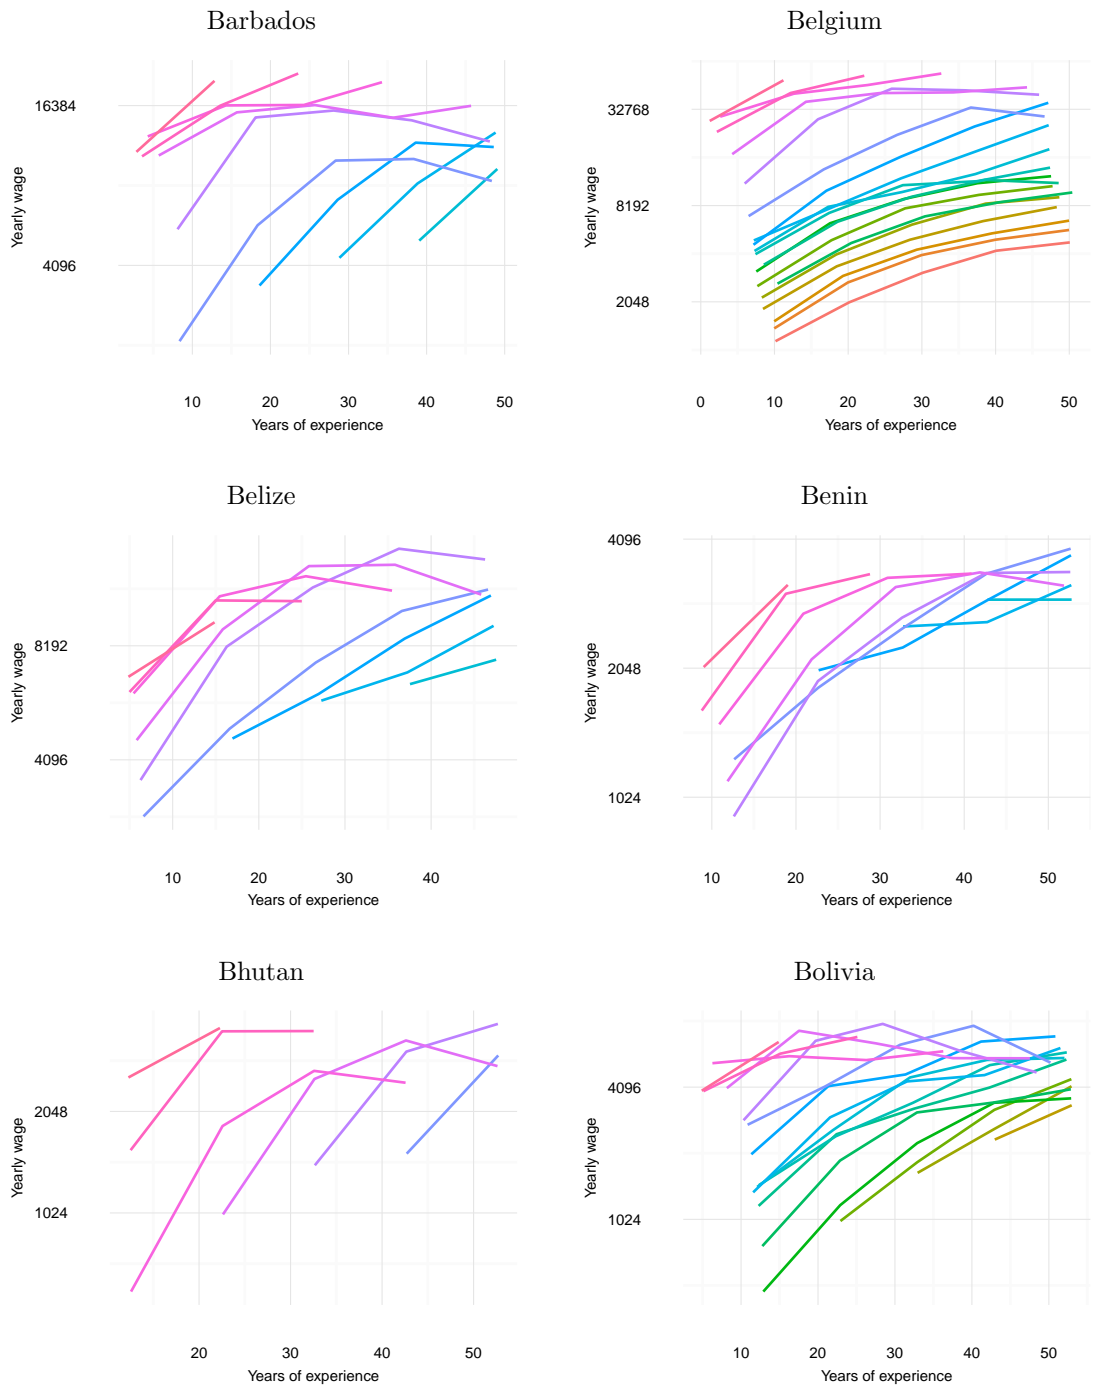 Barbados
Belgium
Yearly wage
16384
4096
10 20 30 40 50
Years of experience
Yearly wage
32768
8192
2048
0 10 20 30 40 50
Years of experience
Belize
Benin
Yearly wage
8192
4096
10 20 30 40
Years of experience
Yearly wage
4096
2048
1024
10 20 30 40 50
Years of experience
Bhutan
Bolivia
Yearly wage
2048
1024
20 30 40 50
Years of experience
Yearly wage
4096
1024
10 20 30 40 50
Years of experience